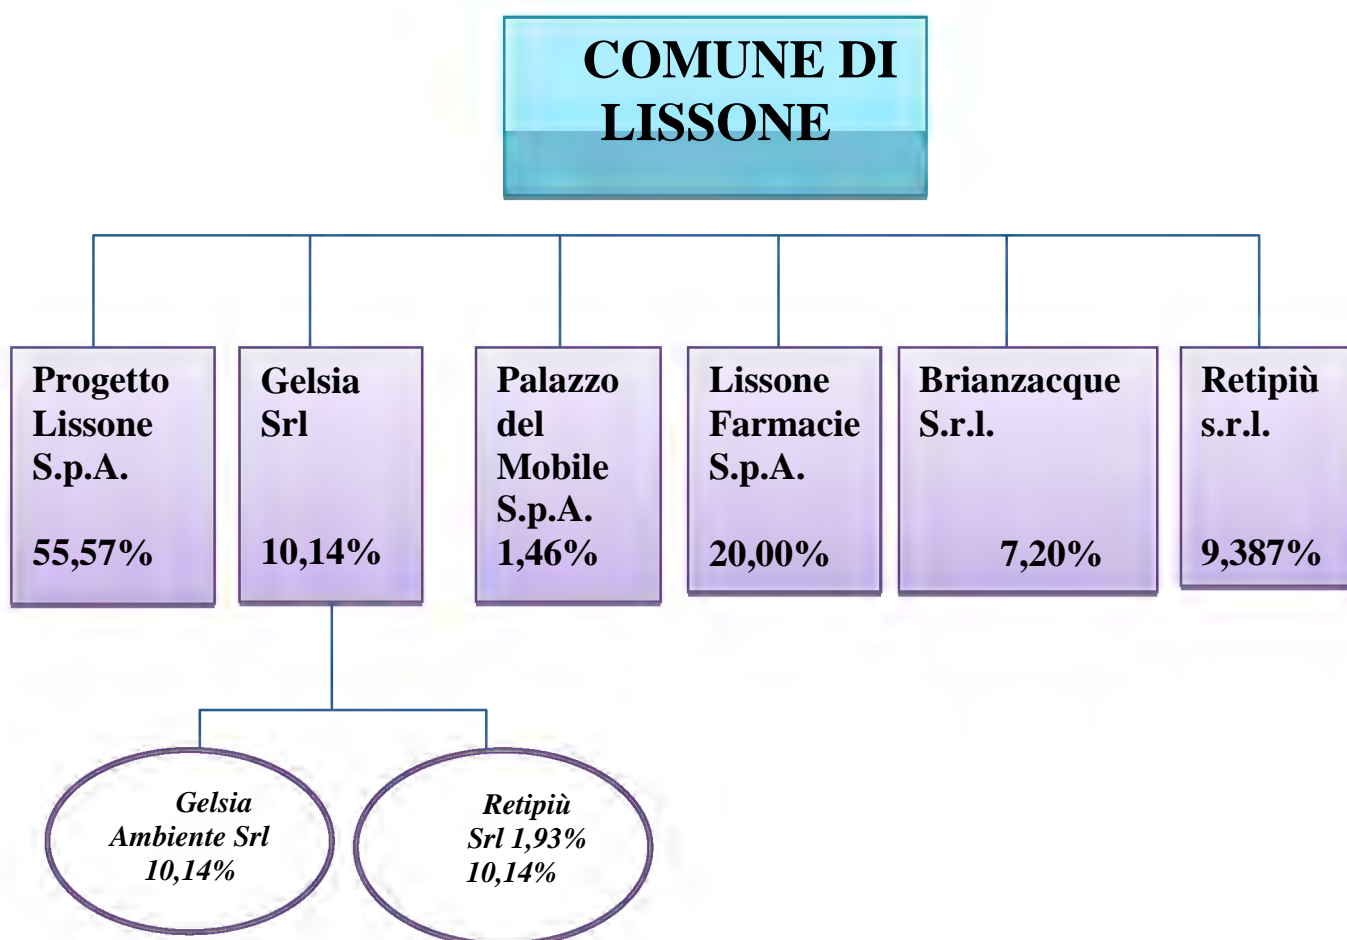 COMUNE DI
LISSONE
Progetto
Lissone
S.p.A.
55,57%
Gelsia
Srl
10,14%
Palazzo
del
Mobile
S.p.A.
1,46%
Lissone
Farmacie
S.p.A.
20,00%
Brianzacque
S.r.l.
7,20%
Retipiù
s.r.l.
9,387%
Gelsia
Ambiente Srl
10,14%
Retipiù
Srl 1,93%
10,14%